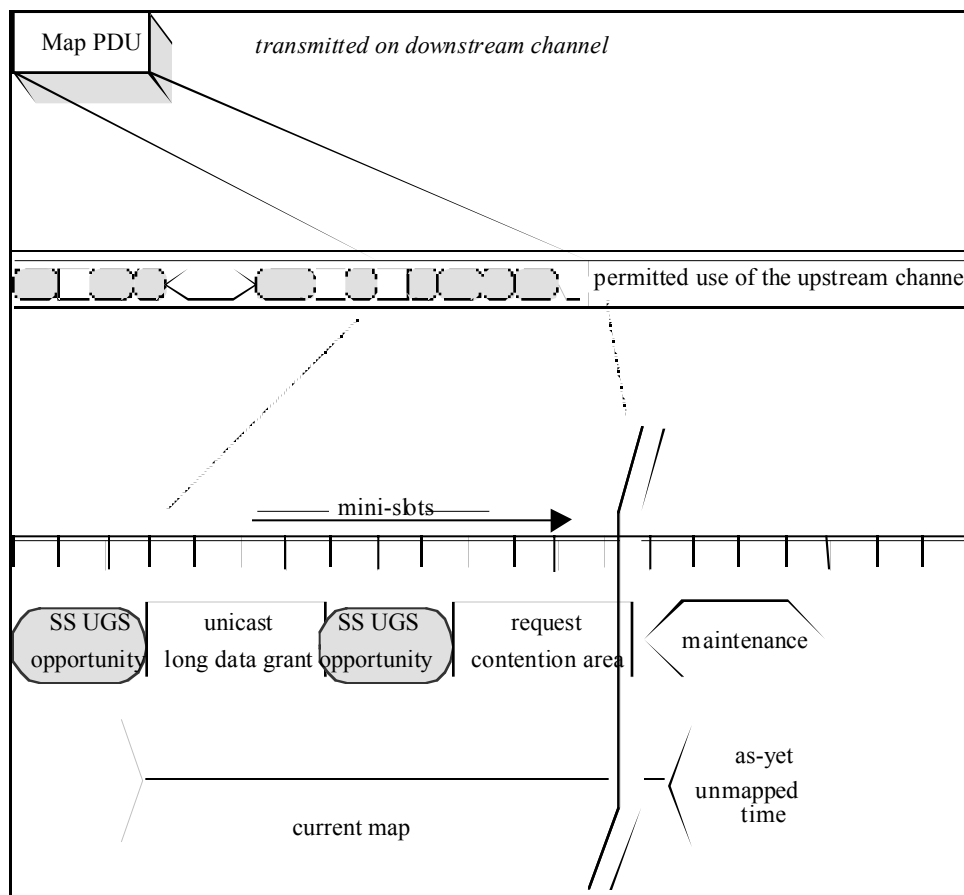 Map PDU
transmitted on downstream channel
permitted use of the upstream channe
mini-slots
SS UGS
opportunity
unicast
long data grant
SS UGS
opportunity
request
contention area
maintenance
as-yet
unmapped
time
current map